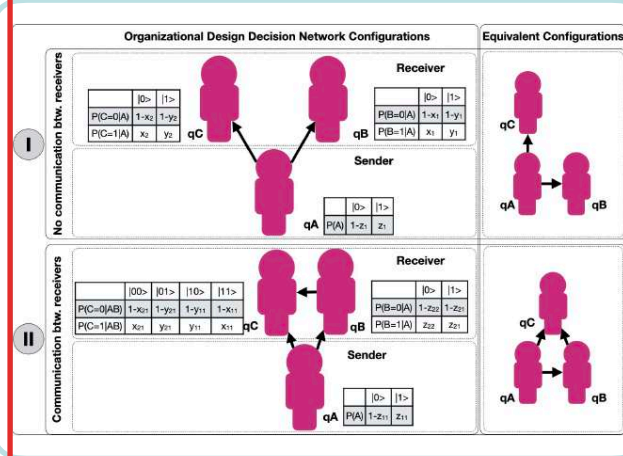 Organizational Design Decision Network Configurations
Equivalent Configurations
I
No communication btw. receivers
Receiver
|0> |1>
P(C=0|A) 1-x2 1-y2
P(C=1|A) x2 y2
qC
|0> |1>
P(B=0|A) 1-x1 1-y1
P(B=1|A) x1 y1
qB
Sender
qA
|0> |1>
P(A) 1-z1 z1
qC
qA
qB
II
Communication btw. receivers
Receiver
|00> |01> |10> |11>
P(C=0|AB) 1-x21 1-y21 1-y11 1-x11
P(C=1|AB) x21 y21 y11 x11
qC
qB
|0> |1>
P(B=0|A) 1-z22 1-z21
P(B=1|A) z22 z21
Sender
qA
|0> |1>
P(A) 1-z11 z11
qC
qA
qB